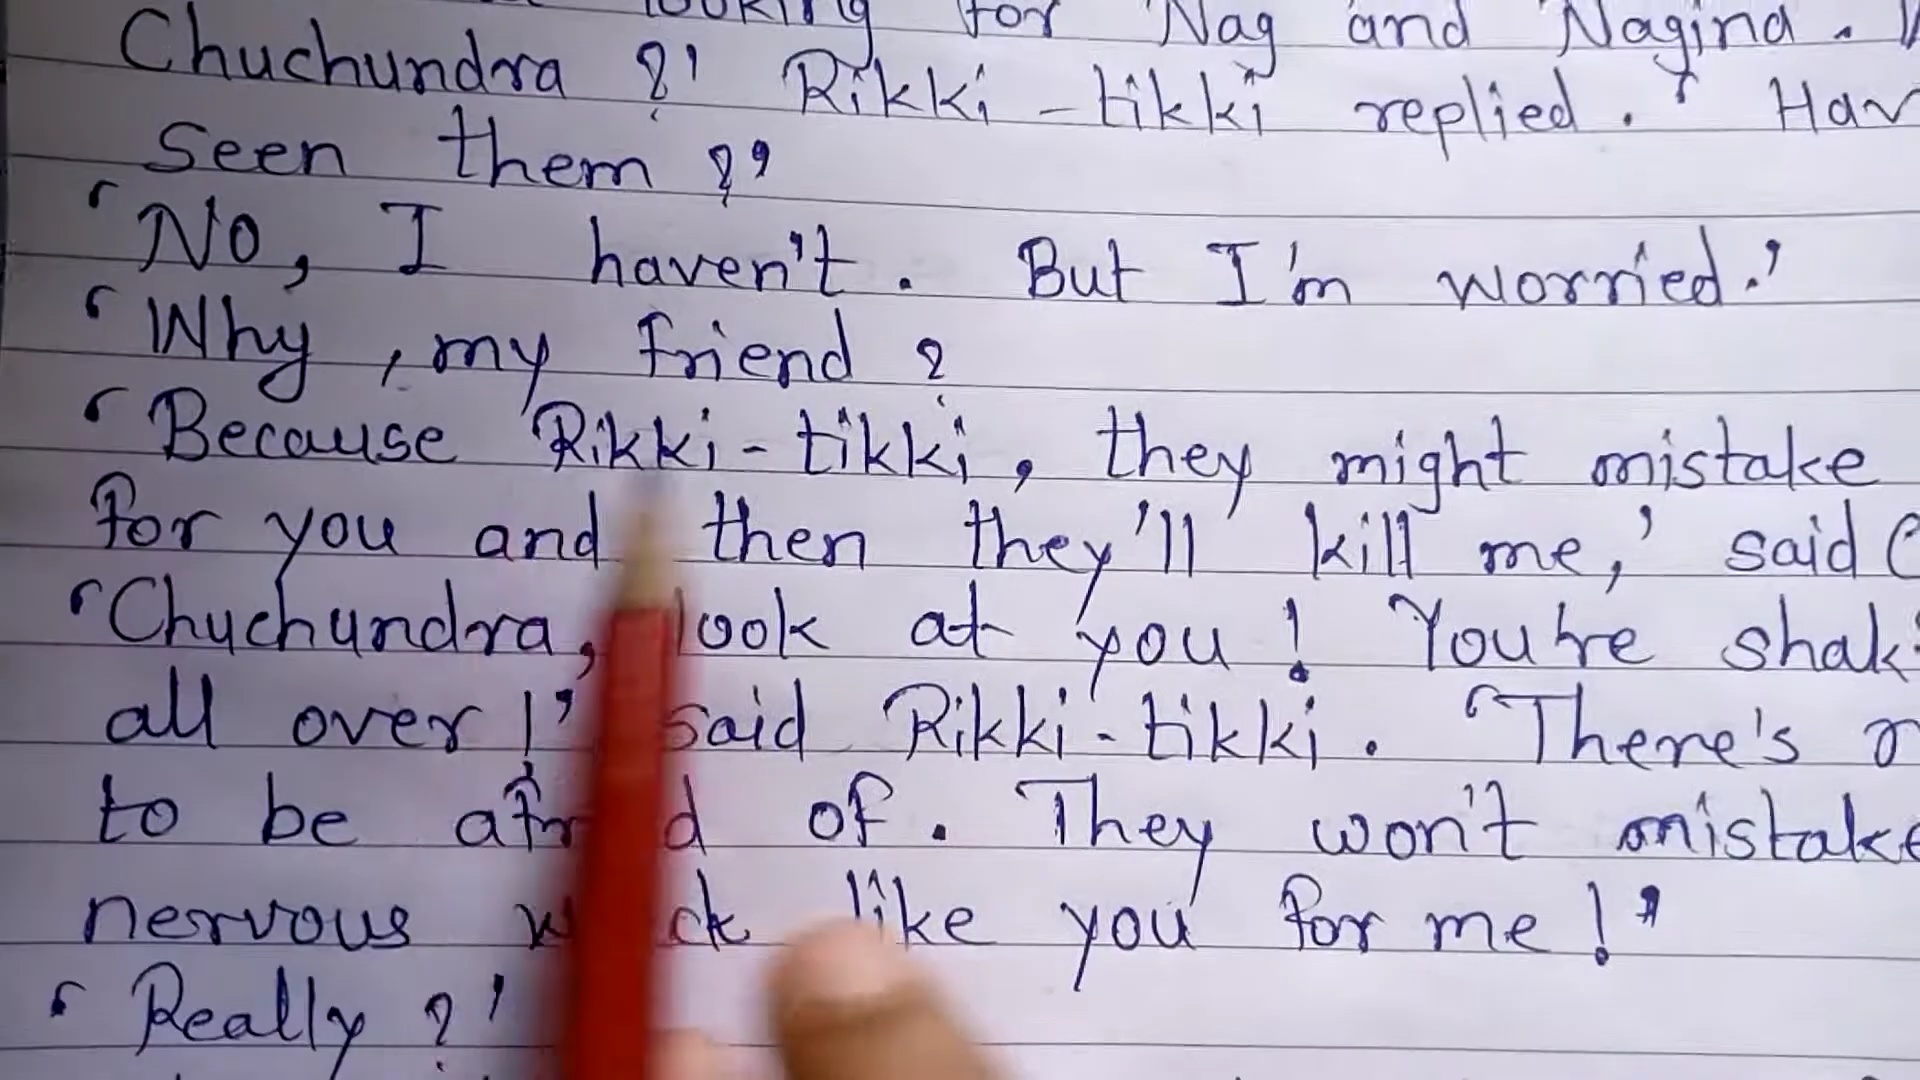 looking for Nag and Nagina.
Chuchundra ?' Rikki-tikki replied. '
seen them ?'
'No, I haven't. But I'm worried.'
'Why, my friend ?
'Because Rikki-tikki, they might mistake
for you and then they'll kill me,' said
'Chuchundra, look at you! You're
all over!' said Rikki-tikki. 'There's
to be of. They won't mistake
nervous like you for me!'
'Really ?'